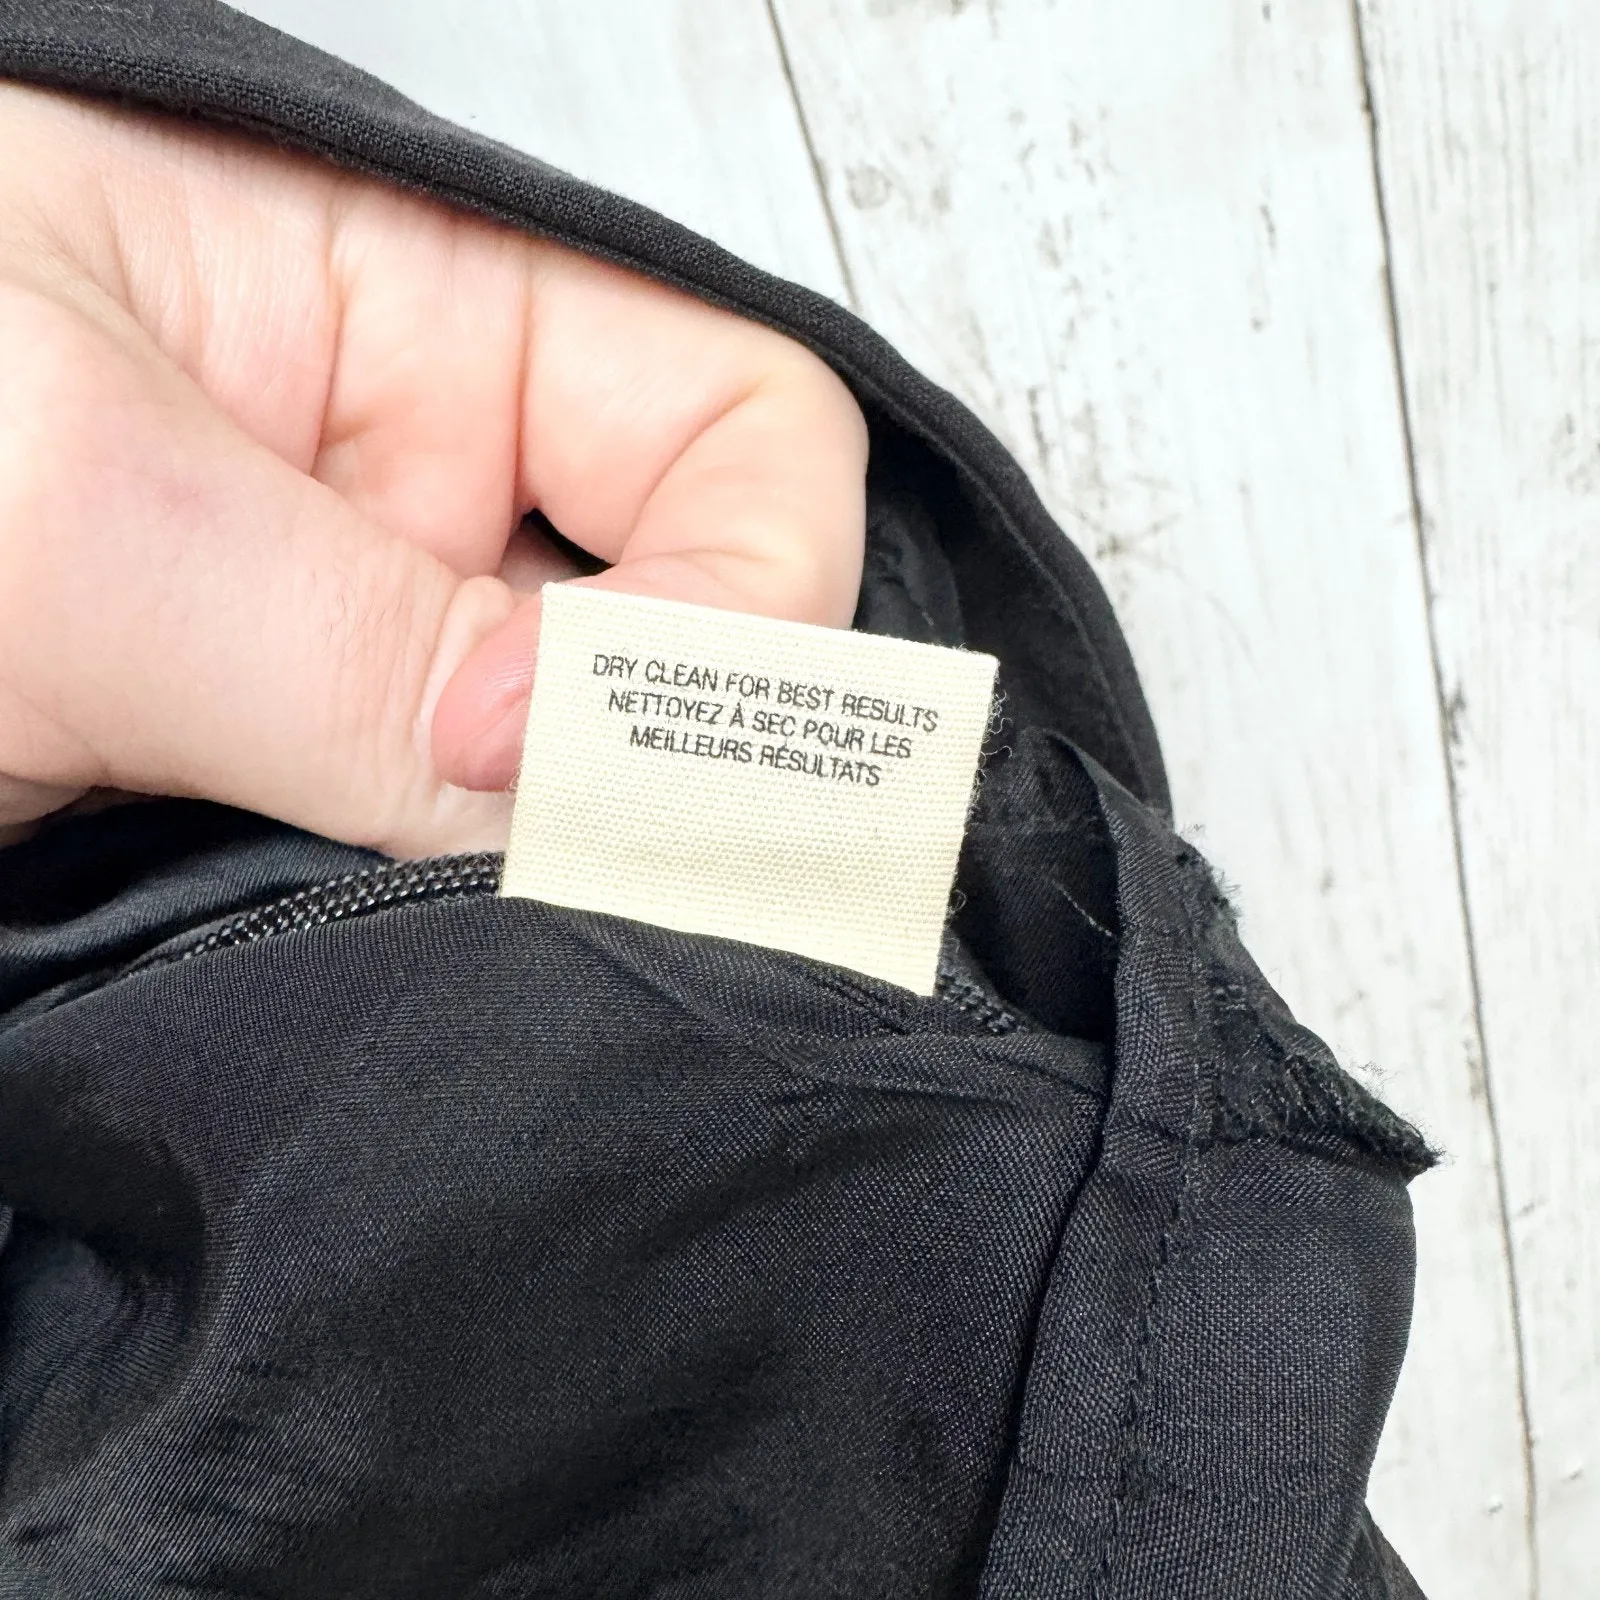 DRY CLEAN FOR BEST RESULTS
NETTOYEZ À SEC POUR LES
MEILLEURS RÉSULTATS